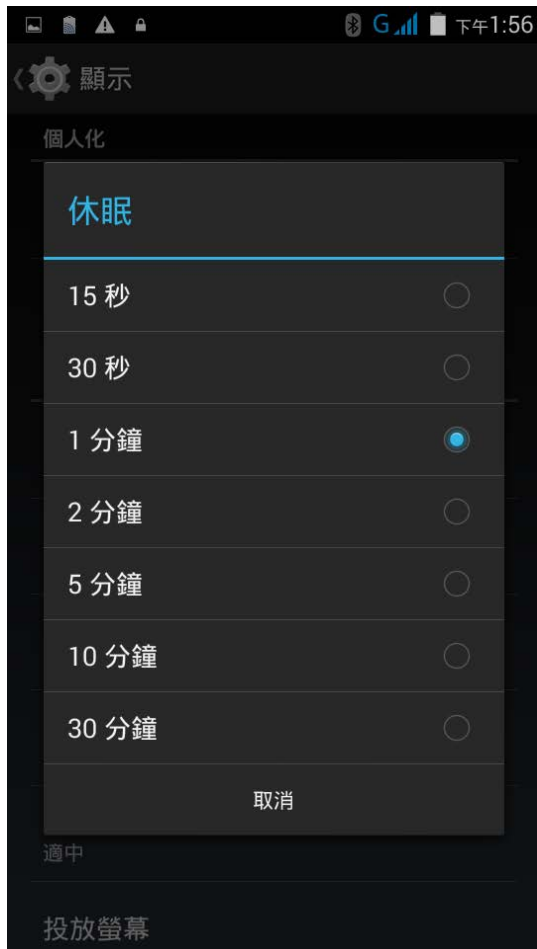 G 下午1:56
顯示
個人化
休眠
15 秒
30 秒
1 分鐘
2 分鐘
5 分鐘
10 分鐘
30 分鐘
取消
適中
投放螢幕